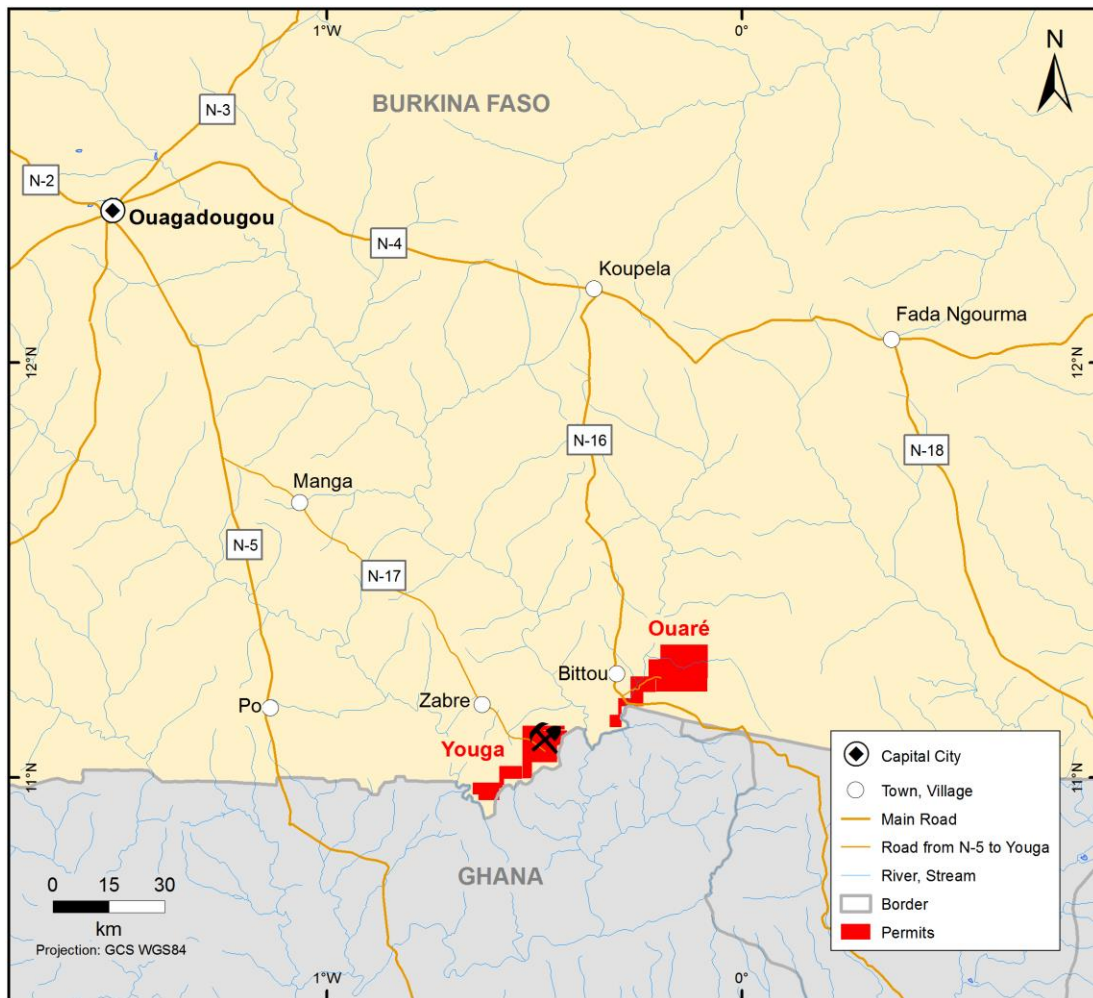 1°W
0°
N
BURKINA FASO
N-3
N-2
Ouagadougou
N-4
Koupela
Fada Ngourma
12°N
12°N
N-16
N-18
Manga
N-5
N-17
Ouaré
Bittou
Zabre
Po
Youga
11°N
11°N
GHANA
Capital City
Town, Village
Main Road
Road from N-5 to Youga
River, Stream
Border
Permits
0 15 30
km
Projection: GCS WGS84
1°W
0°